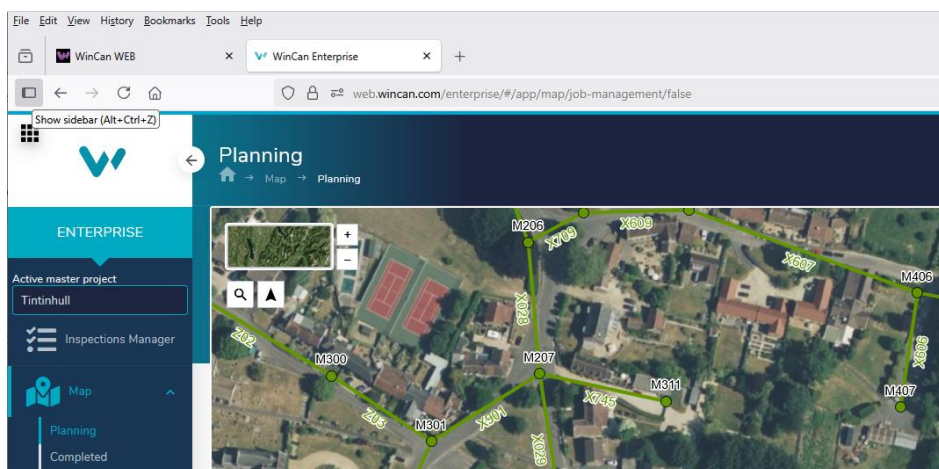 File Edit View History Bookmarks Tools Help
WinCan WEB × WinCan Enterprise × +
web.wincan.com/enterprise/#/app/map/job-management/false
Show sidebar (Alt+Ctrl+Z)
Planning
→ Map → Planning
ENTERPRISE
Active master project
Tintinhull
Inspections Manager
Map
Planning
Completed
+
−
M206
X709
X609
X607
M406
X028
X606
Z02
M300
M207
M311
M407
X745
Z03
M301
X901
X029